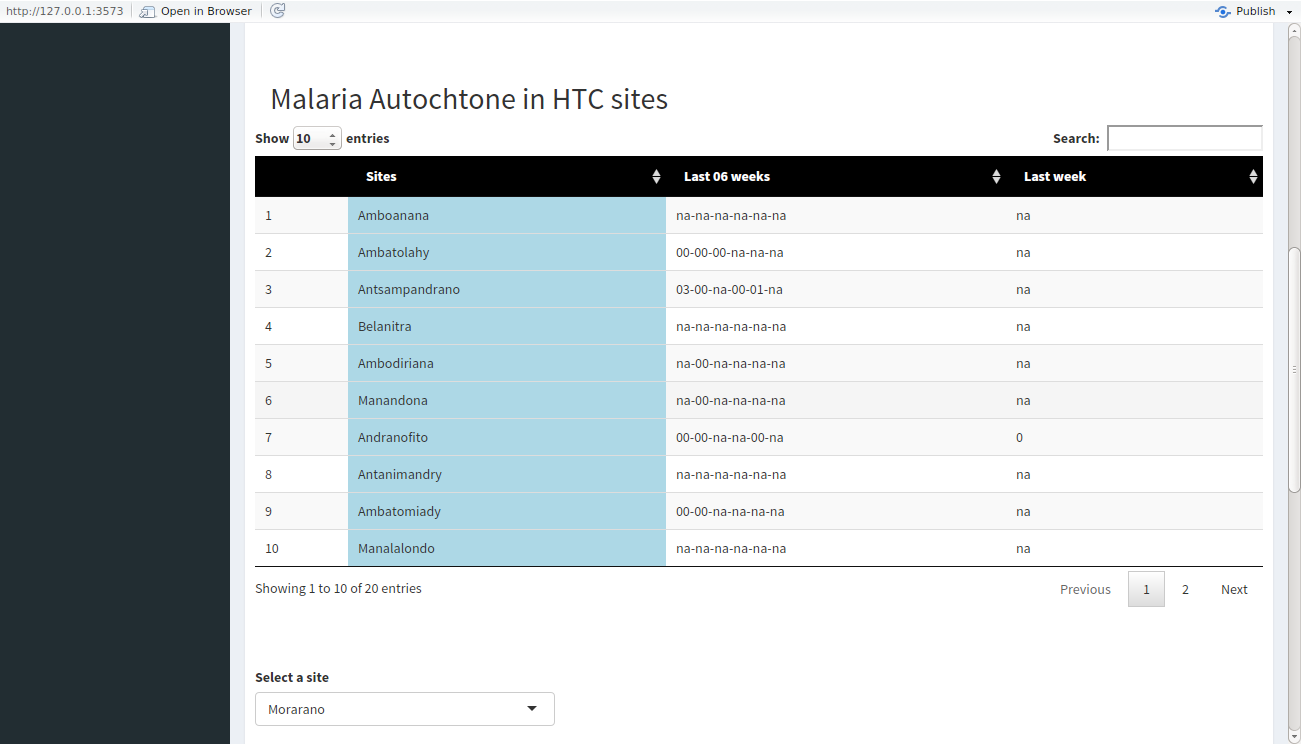 http://127.0.0.1:3573 Open in Browser Publish
Malaria Autochtone in HTC sites
Show 10 entries Search:
Sites Last 06 weeks Last week
1 Amboanana na-na-na-na-na-na na
2 Ambatolahy 00-00-00-na-na-na na
3 Antsampandrano 03-00-na-00-01-na na
4 Belanitra na-na-na-na-na-na na
5 Ambodiriana na-00-na-na-na-na na
6 Manandona na-00-na-na-na-na na
7 Andranofito 00-00-na-na-00-na 0
8 Antanimandry na-na-na-na-na-na na
9 Ambatomiady 00-00-na-na-na-na na
10 Manalalondo na-na-na-na-na-na na
Showing 1 to 10 of 20 entries Previous 1 2 Next
Select a site
Morarano